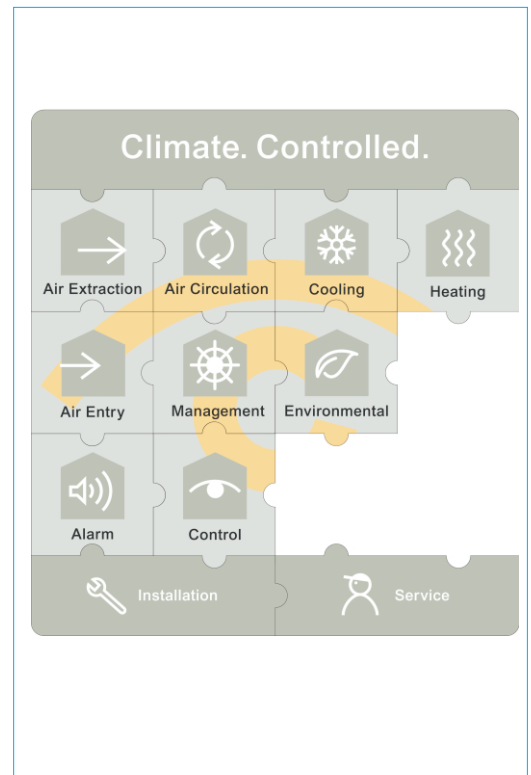 Climate. Controlled.
Air Extraction
Air Circulation
Cooling
Heating
Air Entry
Management
Environmental
Alarm
Control
Installation
Service